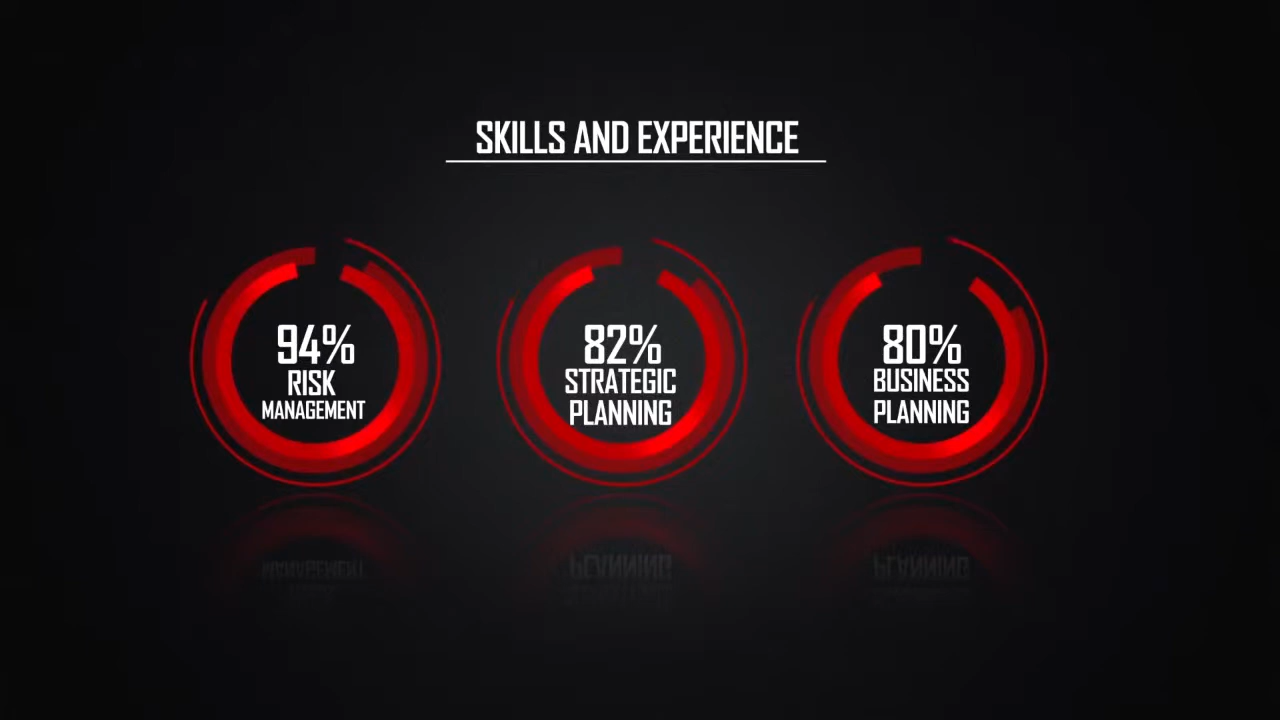 SKILLS AND EXPERIENCE
94%
RISK
MANAGEMENT
82%
STRATEGIC
PLANNING
80%
BUSINESS
PLANNING